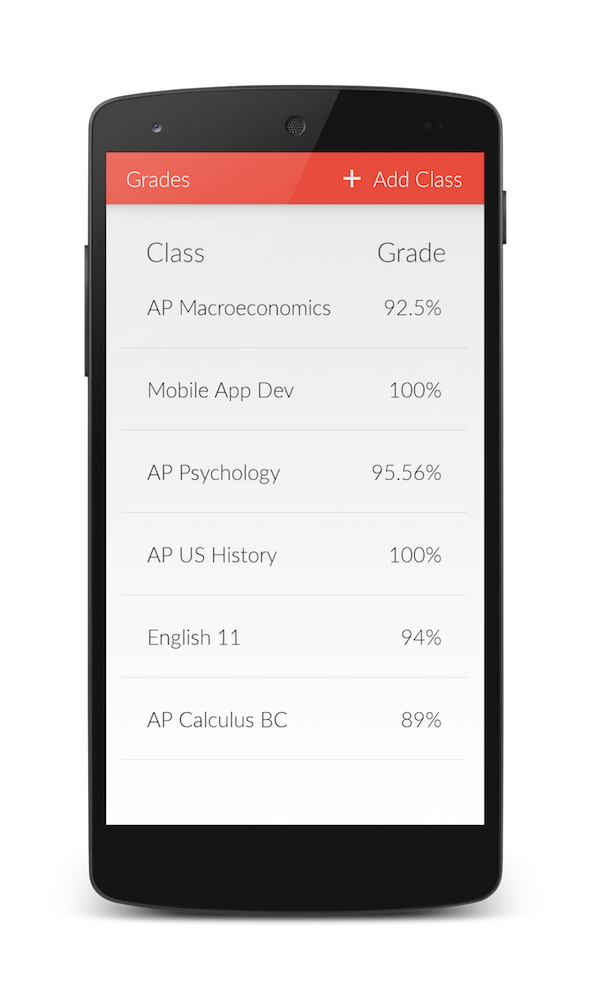 Grades + Add Class
Class Grade
AP Macroeconomics 92.5%
Mobile App Dev 100%
AP Psychology 95.56%
AP US History 100%
English 11 94%
AP Calculus BC 89%